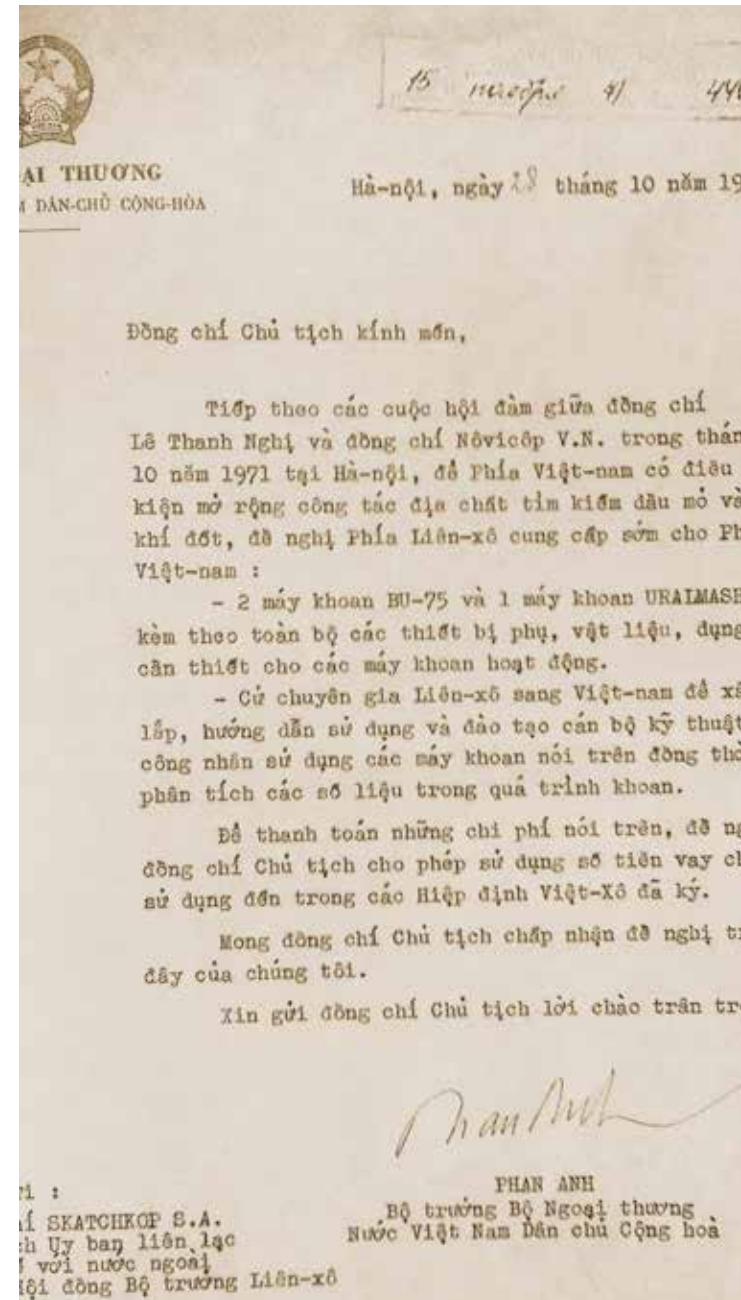 15 4)
ẠI THƯƠNG
M DÂN-CHỦ CỘNG-HÒA
Hà-nội, ngày 28 tháng 10 năm 19
Đồng chí Chủ tịch kính mến,
Tiếp theo các cuộc hội đàm giữa đồng chí
Lê Thanh Nghị và đồng chí Nôvicôp V.N. trong thán
10 năm 1971 tại Hà-nội, để Phía Việt-nam có điều
kiện mở rộng công tác địa chất tìm kiếm dầu mỏ và
khí đốt, đề nghị Phía Liên-xô cung cấp sớm cho Ph
Việt-nam :
- 2 máy khoan BU-75 và 1 máy khoan URALMASH
kèm theo toàn bộ các thiết bị phụ, vật liệu, dụng
cần thiết cho các máy khoan hoạt động.
- Cử chuyên gia Liên-xô sang Việt-nam để xâ
lắp, hướng dẫn sử dụng và đào tạo cán bộ kỹ thuật
công nhân sử dụng các máy khoan nói trên đồng thờ
phân tích các số liệu trong quá trình khoan.
Để thanh toán những chi phí nói trên, đề ng
đồng chí Chủ tịch cho phép sử dụng số tiền vay ch
sử dụng đến trong các Hiệp định Việt-Xô đã ký.
Mong đồng chí Chủ tịch chấp nhận đề nghị tr
đây của chúng tôi.
Xin gửi đồng chí Chủ tịch lời chào trân trọ
PHAN ANH
Bộ trưởng Bộ Ngoại thương
Nước Việt Nam Dân chủ Cộng hoà
i :
í SKATCHKOP S.A.
h Ủy ban liên lạc
với nước ngoài
ội đồng Bộ trưởng Liên-xô